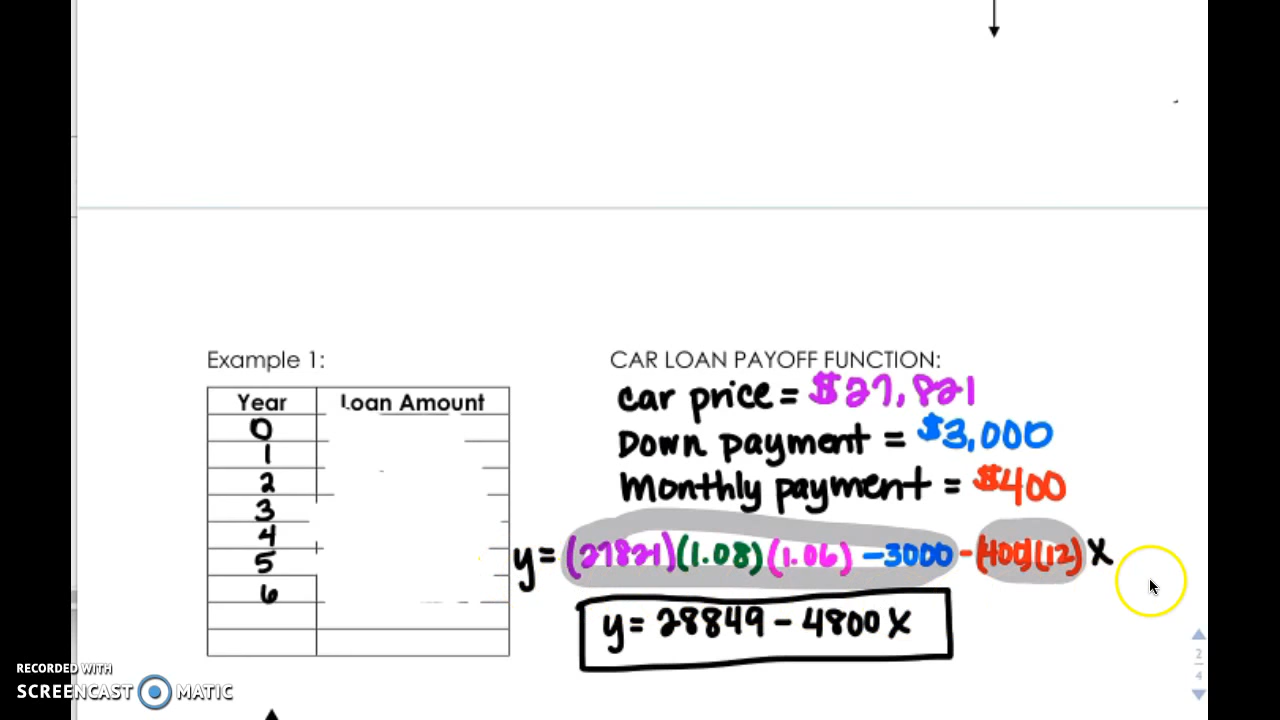 Example 1:
CAR LOAN PAYOFF FUNCTION:
Year Loan Amount
0
1
2
3
4
5
6
car price = $27,821
Down payment = $3,000
Monthly payment = $400
y = (27821)(1.08)(1.06) -3000 - (400)(12) x
y = 28849 - 4800 x
2
4
RECORDED WITH
SCREENCAST MATIC